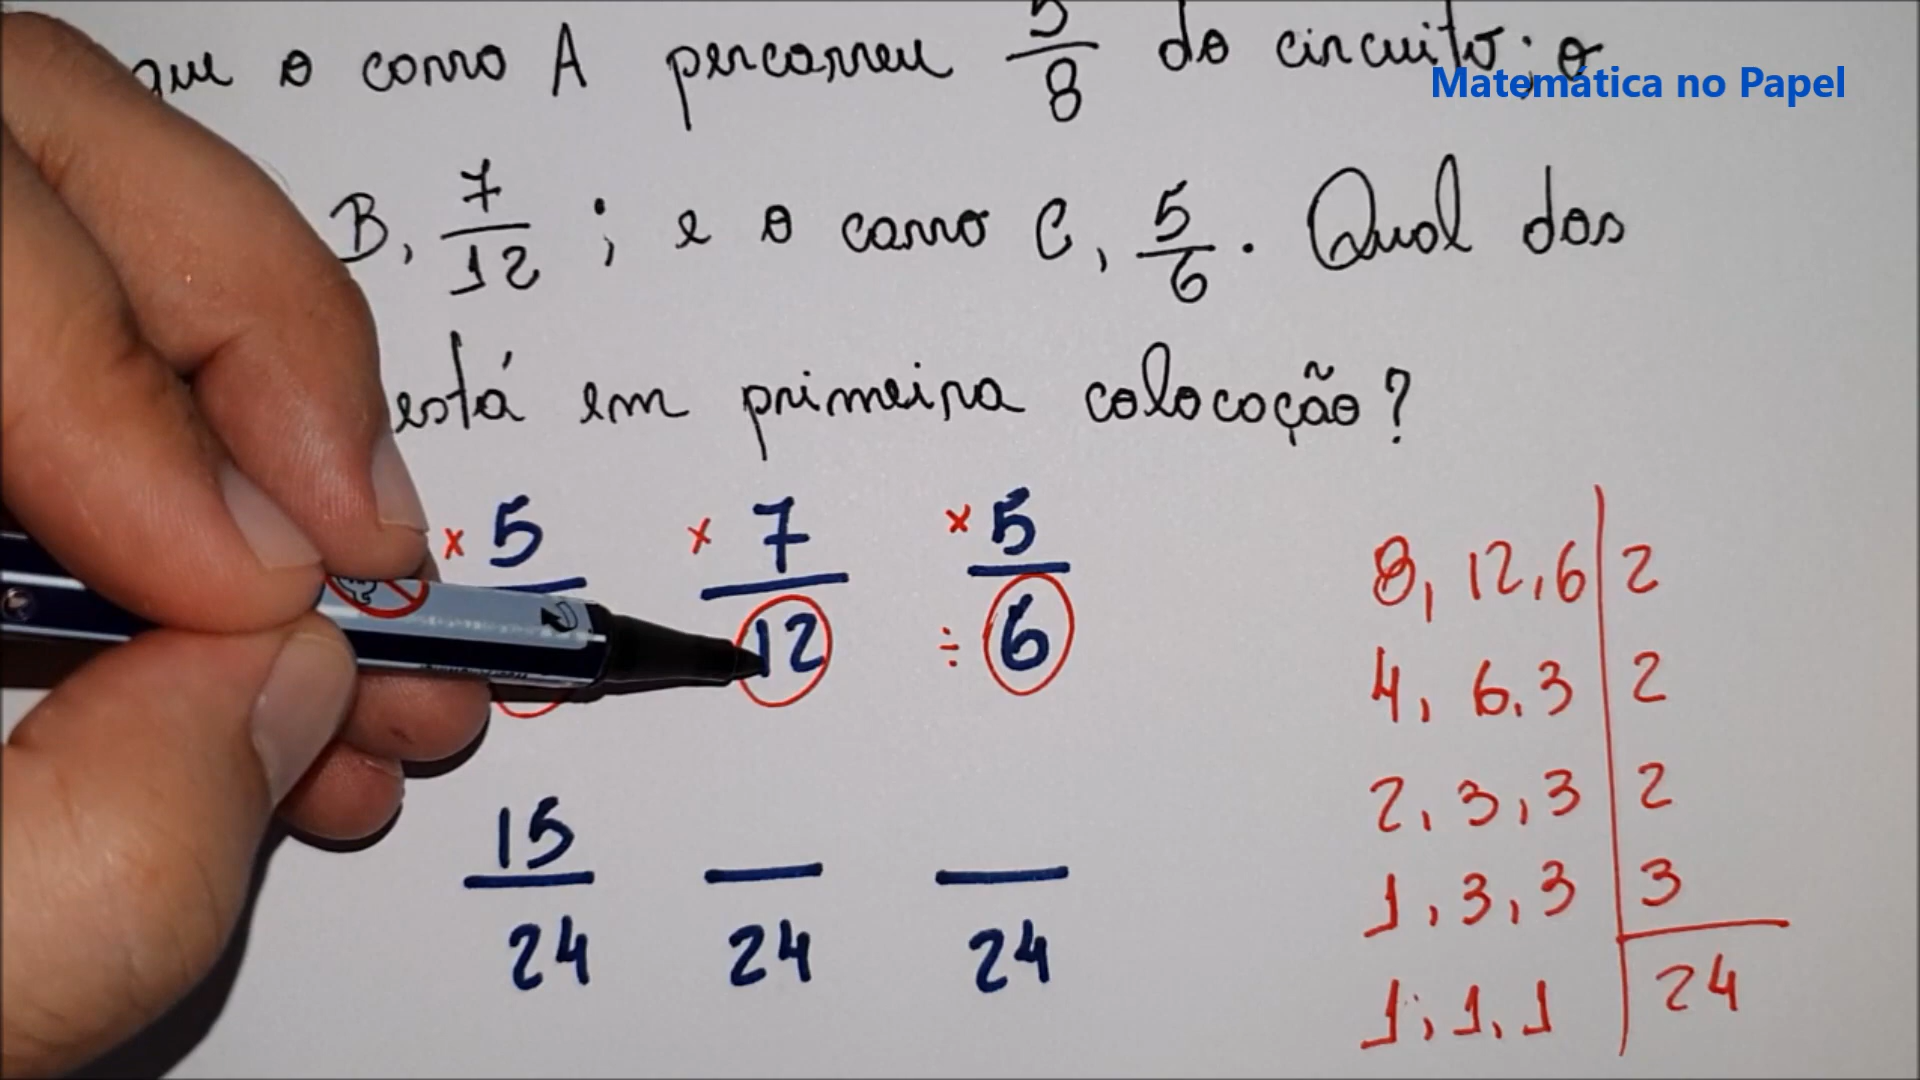 que o carro A percorreu 5/8 do circuito; o
Matemática no Papel
B, 7/12 ; e o carro C, 5/6. Qual dos
está em primeira colocação?
× 5 × 7 × 5
12 ÷ 6
15
24 24 24
8, 12, 6 | 2
4, 6, 3 | 2
2, 3, 3 | 2
1, 3, 3 | 3
1, 1, 1 | 24